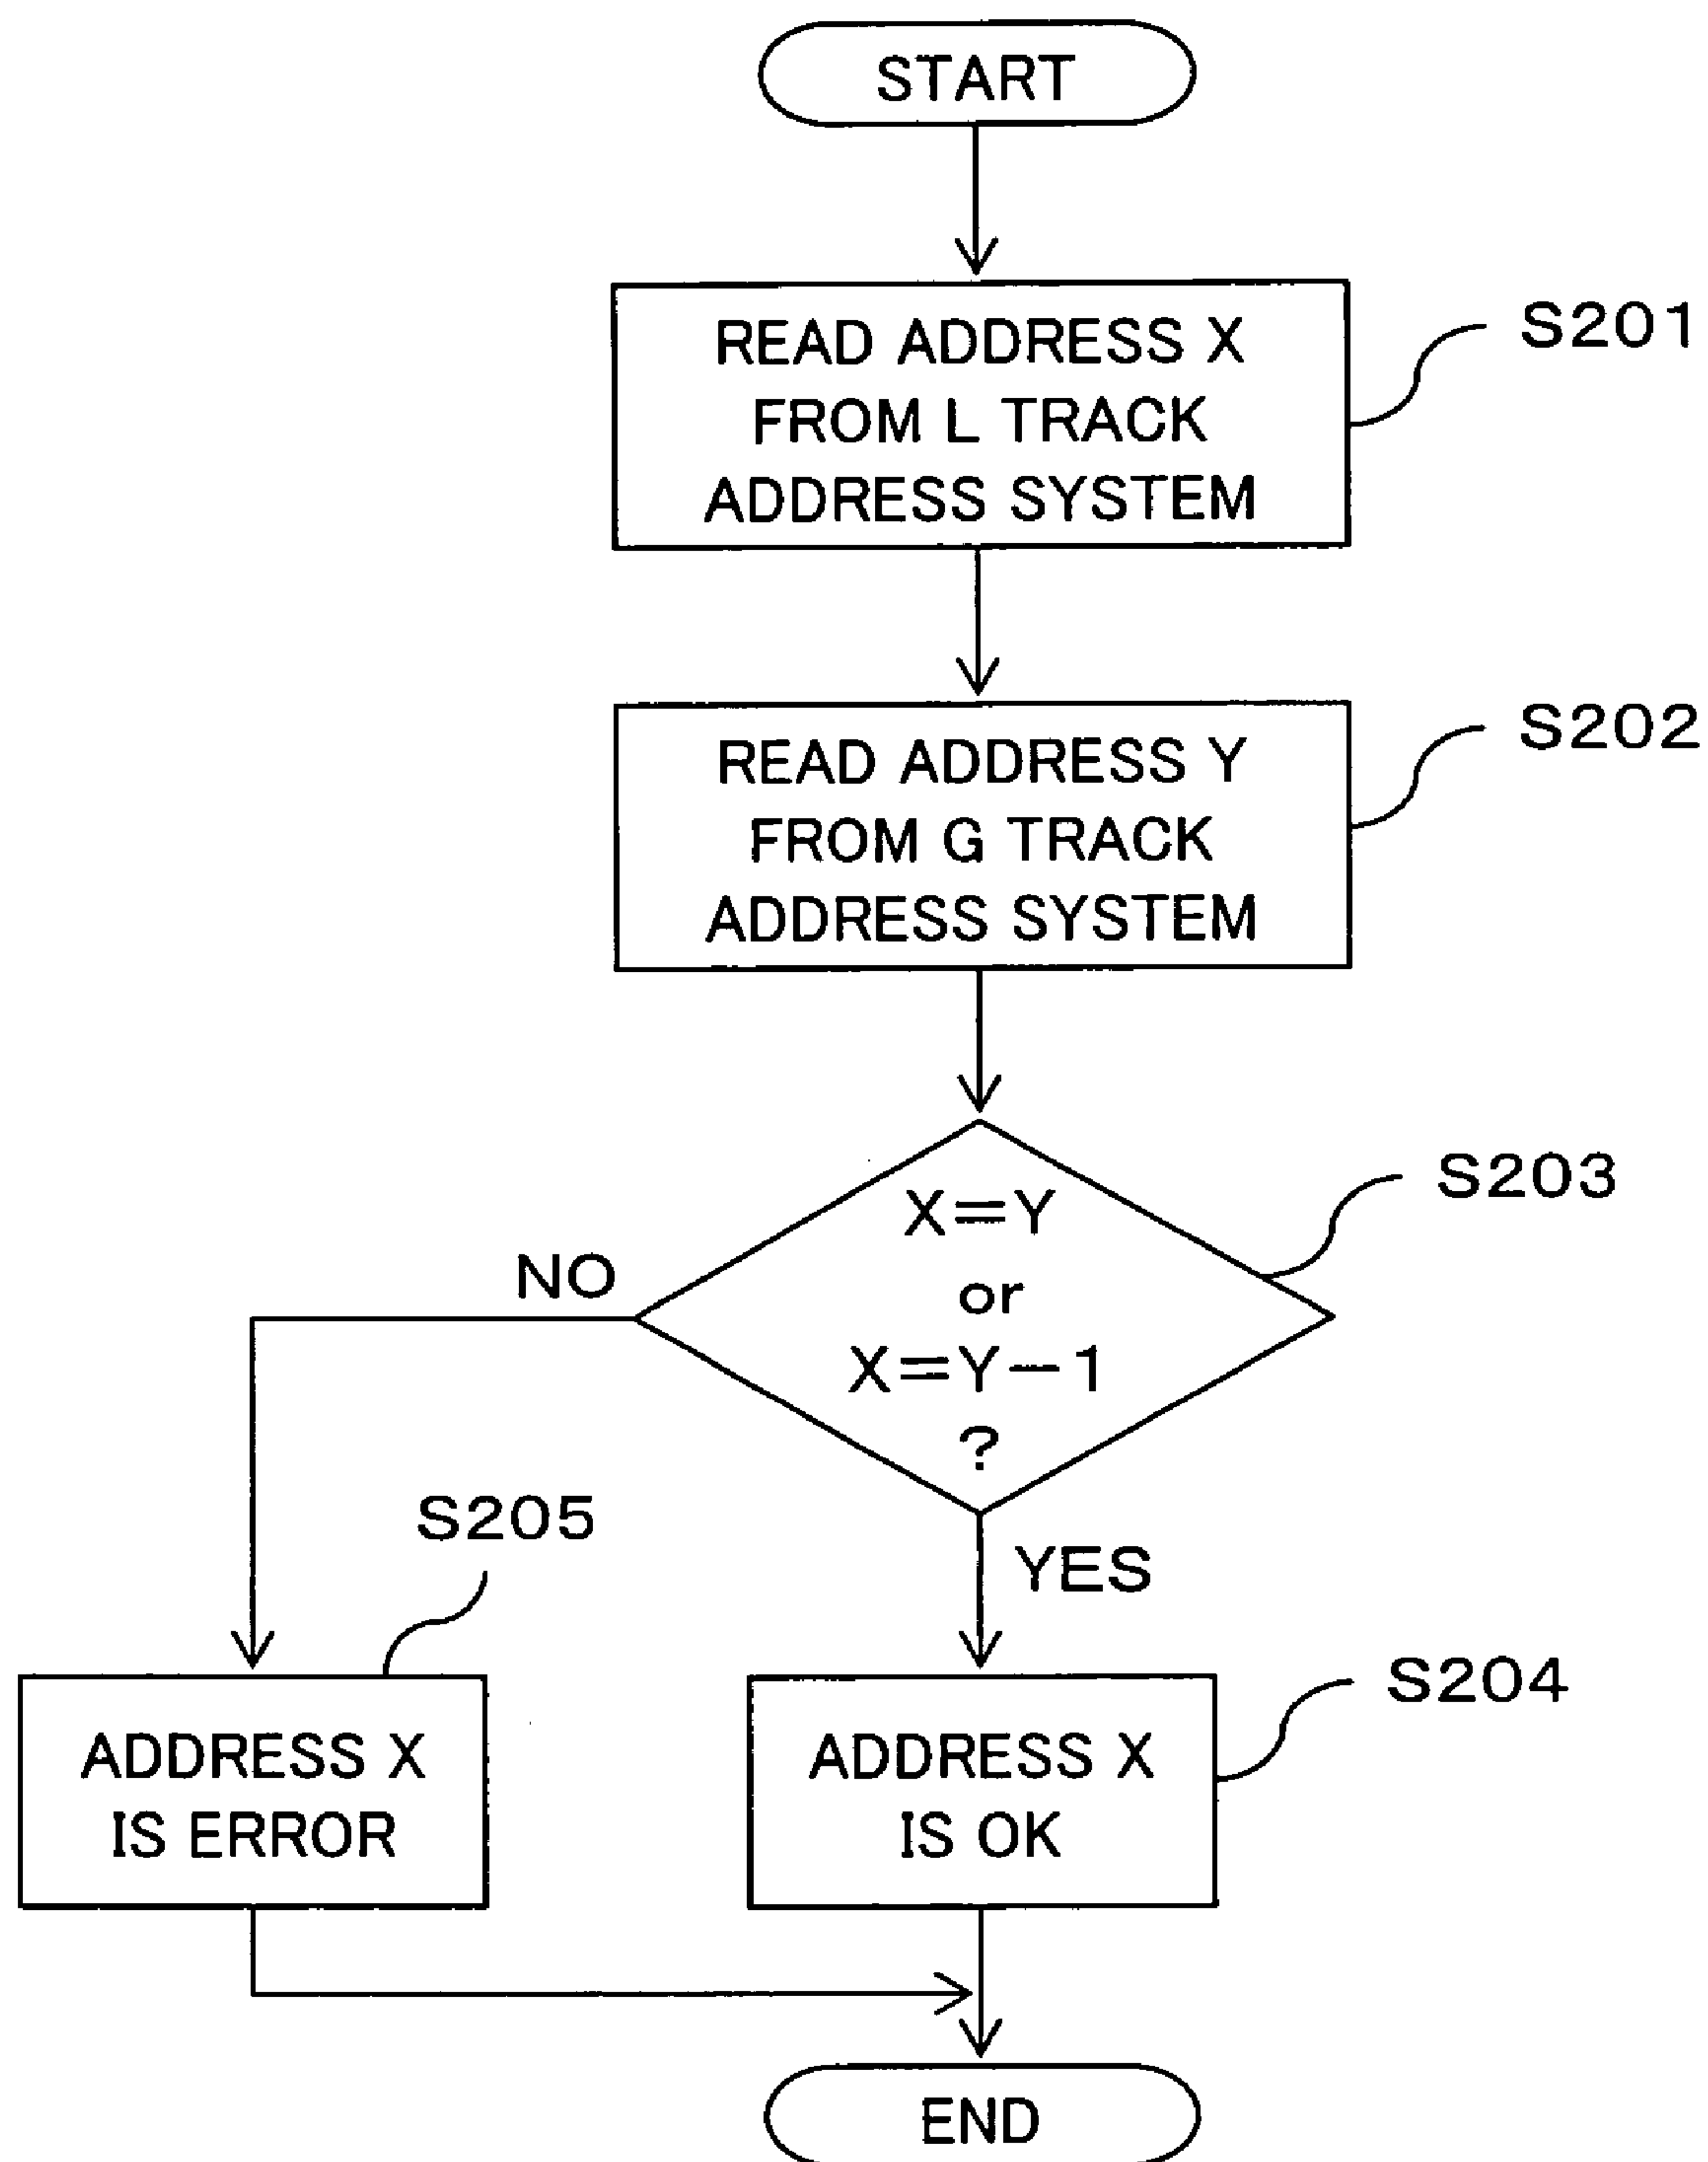 START
READ ADDRESS X
FROM L TRACK
ADDRESS SYSTEM
S201
READ ADDRESS Y
FROM G TRACK
ADDRESS SYSTEM
S202
X=Y
or
X=Y-1
?
S203
NO
YES
S205
ADDRESS X
IS ERROR
S204
ADDRESS X
IS OK
END